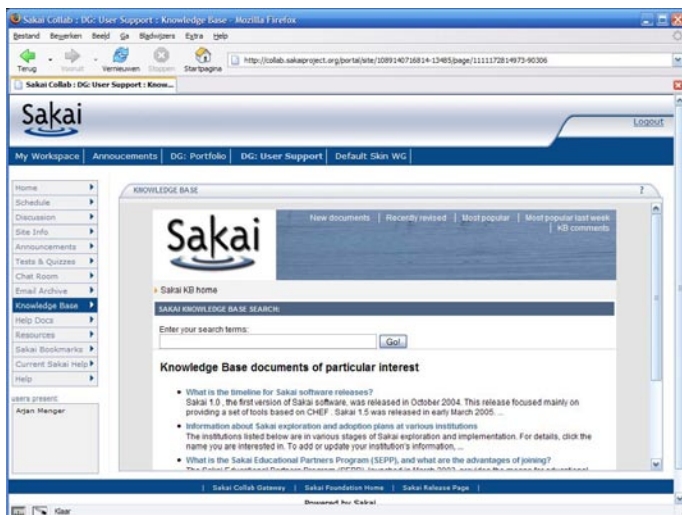 Sakai Collab : DG: User Support : Knowledge Base - Mozilla Firefox
Bestand Bewerken Beeld Ga Bladwijzers Extra Help
Terug Vooruit Vernieuwen Stoppen Startpagina http://collab.sakaiproject.org/portal/site/1089140716814-13485/page/1111172814973-90306
Sakai Collab : DG: User Support : Know...
Sakai
Logout
My Workspace Annoucements DG: Portfolio DG: User Support Default Skin WG
Home
Schedule
Discussion
Site Info
Announcements
Tests & Quizzes
Chat Room
Email Archive
Knowledge Base
Help Docs
Resources
Sakai Bookmarks
Current Sakai Help
Help
users present:
Arjan Menger
KNOWLEDGE BASE ?
Sakai
New documents | Recently revised | Most popular | Most popular last week
| KB comments
Sakai KB home
SAKAI KNOWLEDGE BASE SEARCH:
Enter your search terms:
Go!
Knowledge Base documents of particular interest
• What is the timeline for Sakai software releases?
Sakai 1.0 , the first version of Sakai software, was released in October 2004. This release focused mainly on
providing a set of tools based on CHEF . Sakai 1.5 was released in early March 2005. ...
• Information about Sakai exploration and adoption plans at various institutions
The institutions listed below are in various stages of Sakai exploration and implementation. For details, click the
name you are interested in. To add or update your institution's information, ...
• What is the Sakai Educational Partners Program (SEPP), and what are the advantages of joining?
| Sakai Collab Gateway | Sakai Foundation Home | Sakai Release Page |
Powered by Sakai
Klaar